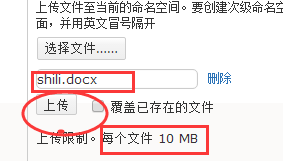 上传文件至当前的命名空间。要创建次级命名空
面，并用英文冒号隔开
选择文件......
shili.docx 删除
上传 覆盖已存在的文件
上传限制。每个文件 10 MB